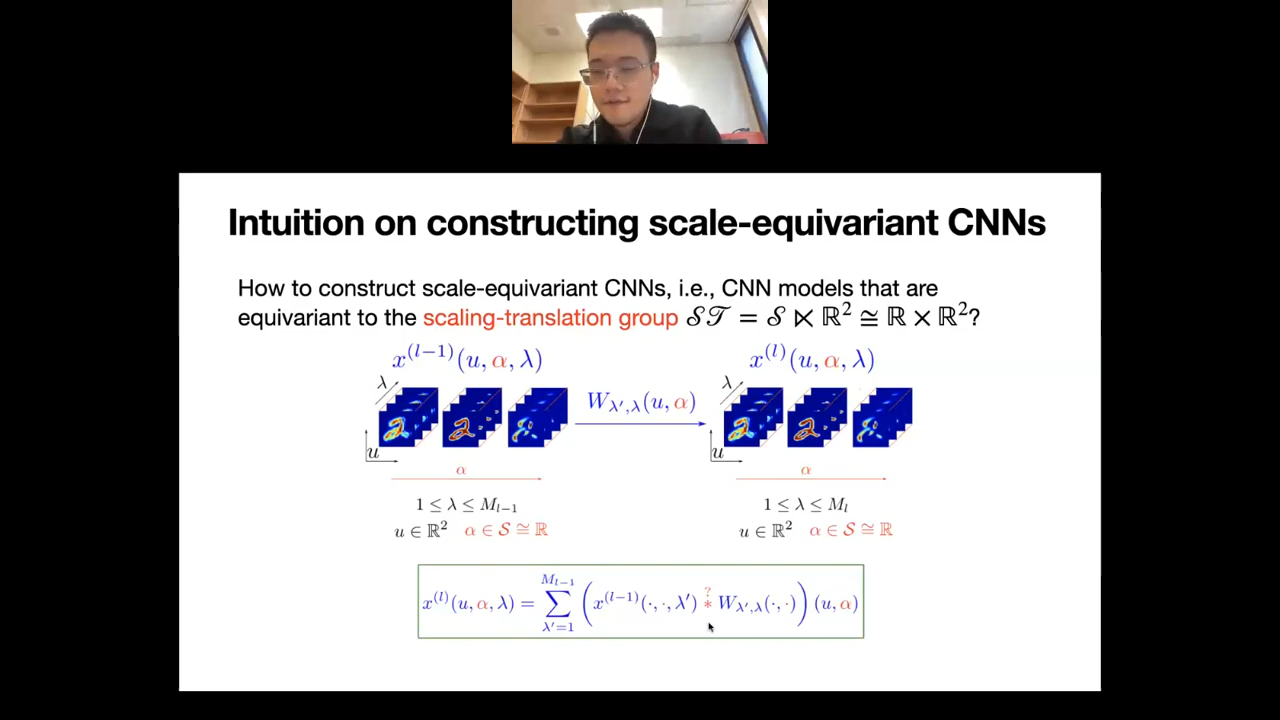 Intuition on constructing scale-equivariant CNNs
How to construct scale-equivariant CNNs, i.e., CNN models that are
equivariant to the scaling-translation group 𝒮𝒯 = 𝒮 ⋉ ℝ² ≅ ℝ × ℝ²?
x^{(l−1)}(u, α, λ)
x^{(l)}(u, α, λ)
λ
λ
W_{λ′,λ}(u, α)
u
u
α
α
1 ≤ λ ≤ M_{l−1}
1 ≤ λ ≤ M_l
u ∈ ℝ² α ∈ 𝒮 ≅ ℝ
u ∈ ℝ² α ∈ 𝒮 ≅ ℝ
x^{(l)}(u, α, λ) = ∑_{λ′=1}^{M_{l−1}} (x^{(l−1)}(·, ·, λ′) *^{?} W_{λ′,λ}(·, ·)) (u, α)